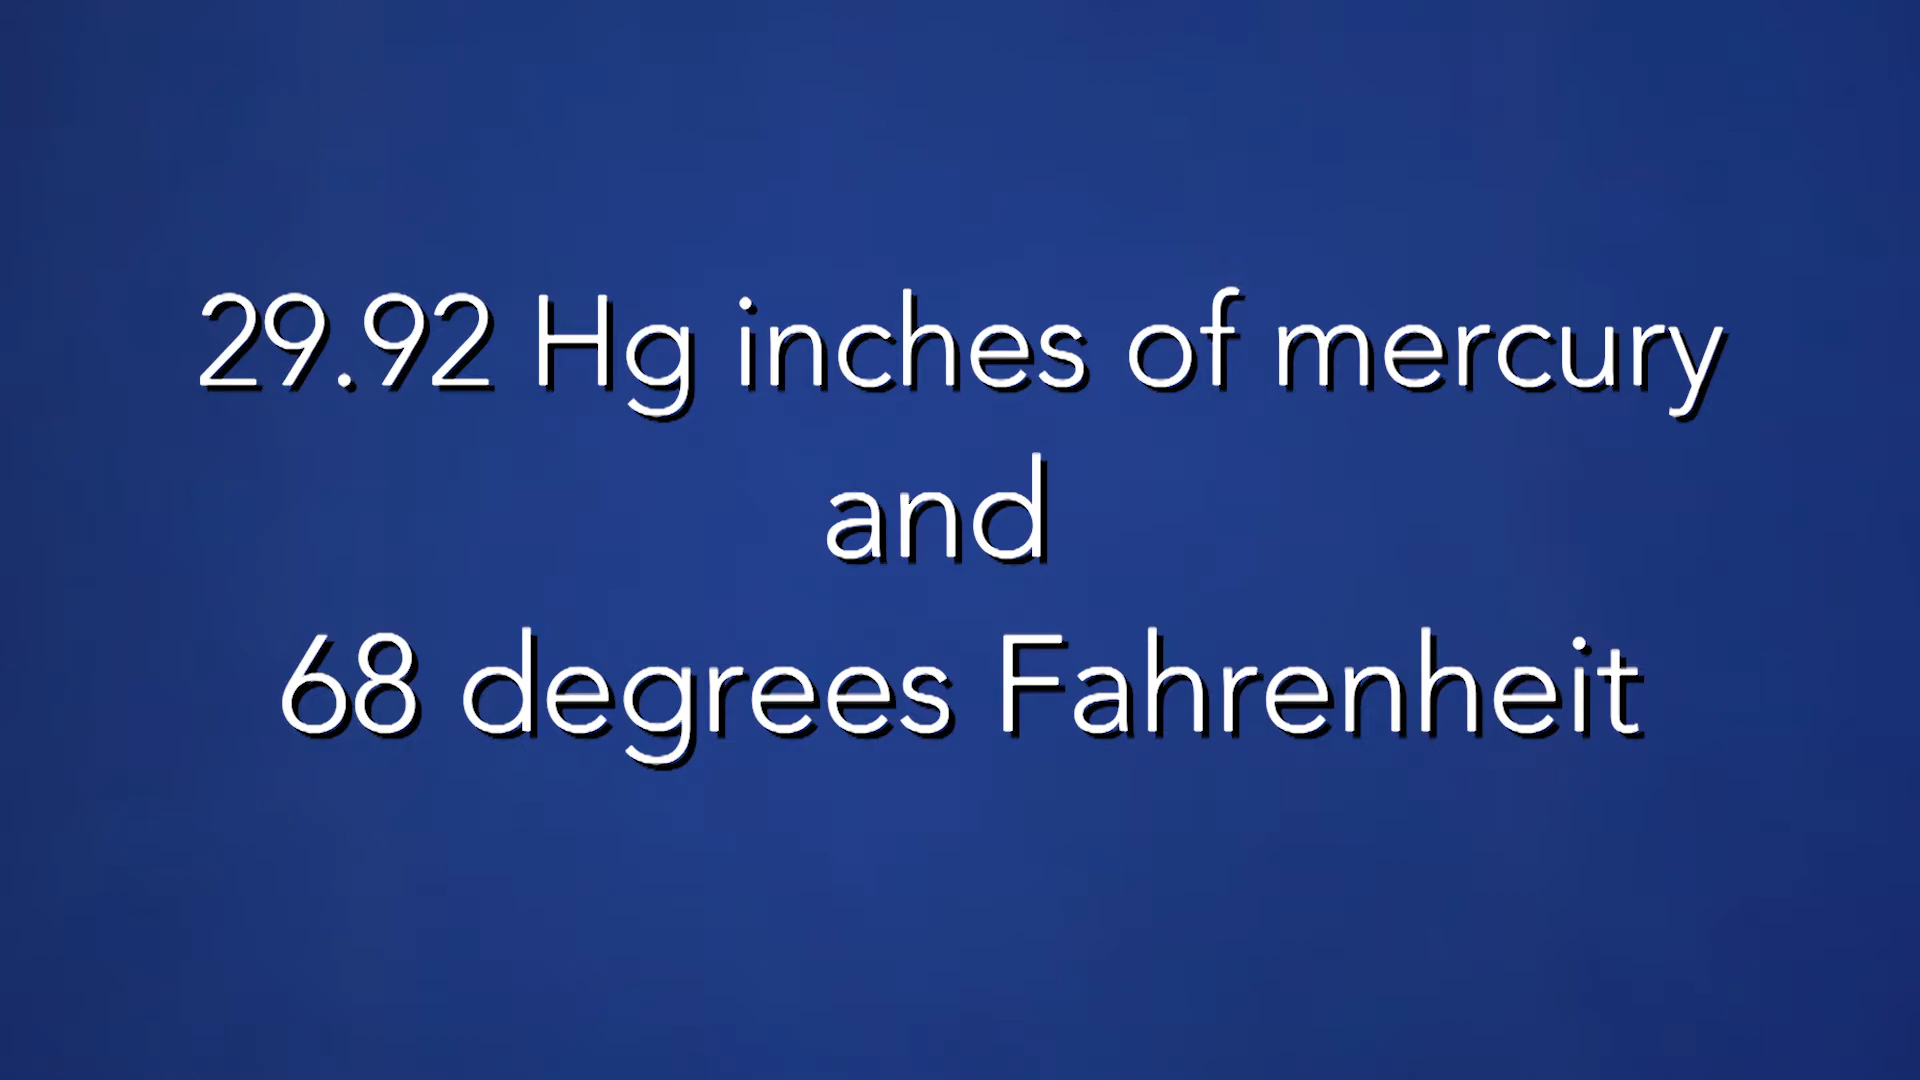 29.92 Hg inches of mercury
and
68 degrees Fahrenheit